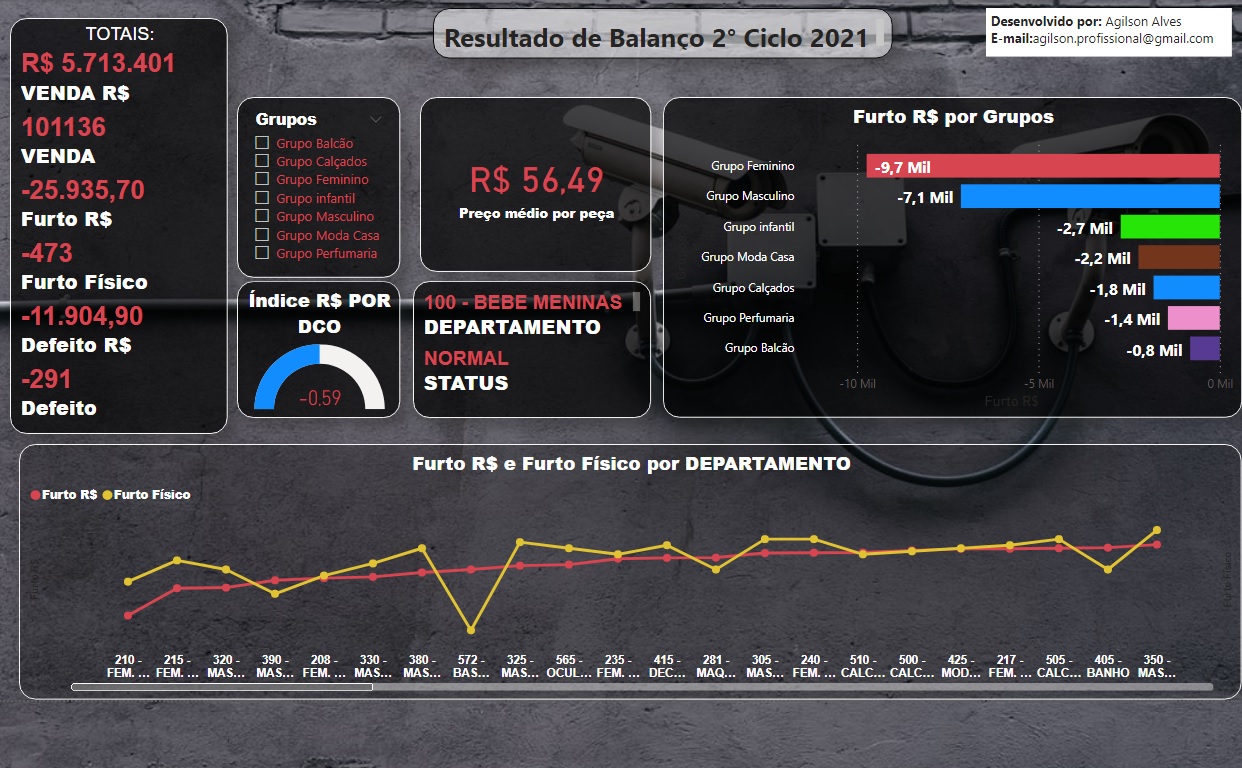 Resultado de Balanço 2° Ciclo 2021
Desenvolvido por: Agilson Alves
E-mail:agilson.profissional@gmail.com
TOTAIS:
R$ 5.713.401
VENDA R$
101136
VENDA
-25.935,70
Furto R$
-473
Furto Físico
-11.904,90
Defeito R$
-291
Defeito
Grupos
Grupo Balcão
Grupo Calçados
Grupo Feminino
Grupo infantil
Grupo Masculino
Grupo Moda Casa
Grupo Perfumaria
R$ 56,49
Preço médio por peça
Índice R$ POR
DCO
-0.59
100 - BEBE MENINAS
DEPARTAMENTO
NORMAL
STATUS
Furto R$ por Grupos
Grupo Feminino -9,7 Mil
Grupo Masculino -7,1 Mil
Grupo infantil -2,7 Mil
Grupo Moda Casa -2,2 Mil
Grupo Calçados -1,8 Mil
Grupo Perfumaria -1,4 Mil
Grupo Balcão -0,8 Mil
-10 Mil -5 Mil 0 Mil
Furto R$
Furto R$ e Furto Físico por DEPARTAMENTO
Furto R$ Furto Físico
210 - 215 - 320 - 390 - 208 - 330 - 380 - 572 - 325 - 565 - 235 - 415 - 281 - 305 - 240 - 510 - 500 - 425 - 217 - 505 - 405 - 350 -
FEM. ... FEM. ... MAS... MAS... FEM. ... MAS... MAS... BAS... MAS... OCUL... FEM. ... DEC... MAQ... MAS... FEM. ... CALC... CALC... MOD... FEM. ... CALC... BANHO MAS...
Furto Físico